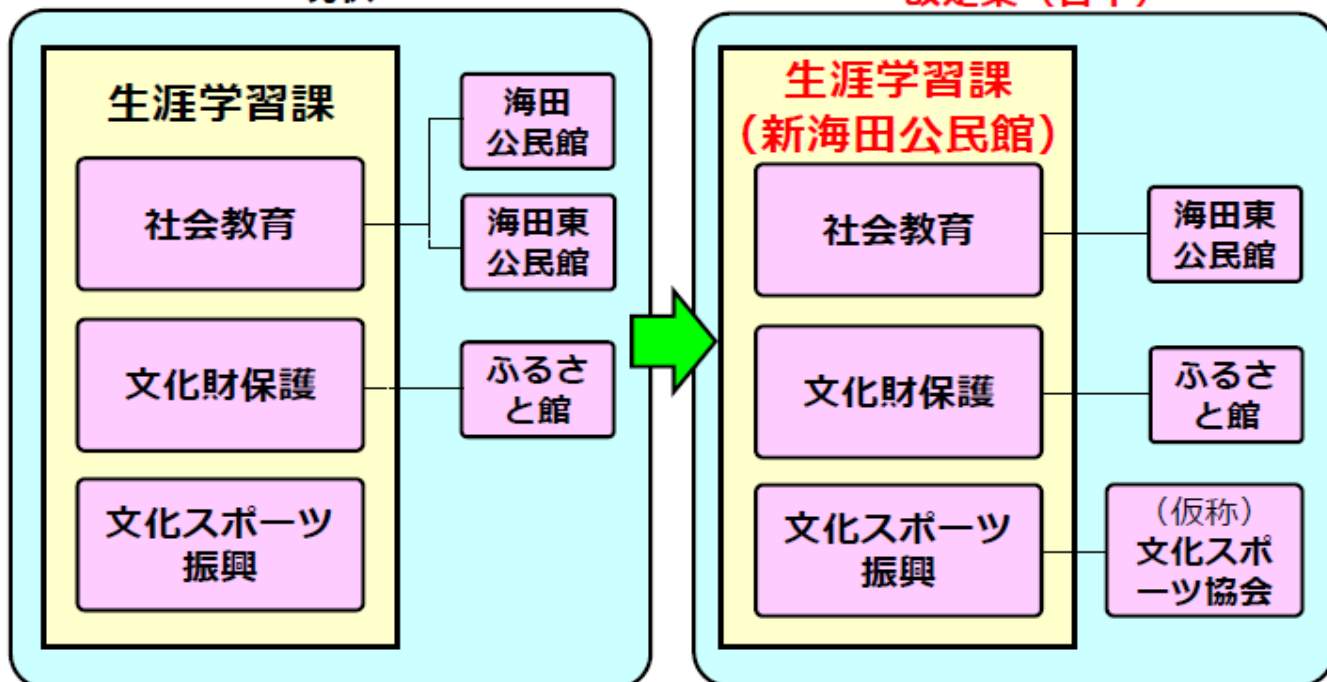 生涯学習課
社会教育
文化財保護
文化スポーツ
振興
海田
公民館
海田東
公民館
ふるさ
と館
生涯学習課
（新海田公民館）
社会教育
文化財保護
文化スポーツ
振興
海田東
公民館
ふるさ
と館
（仮称）
文化スポ
ーツ協会